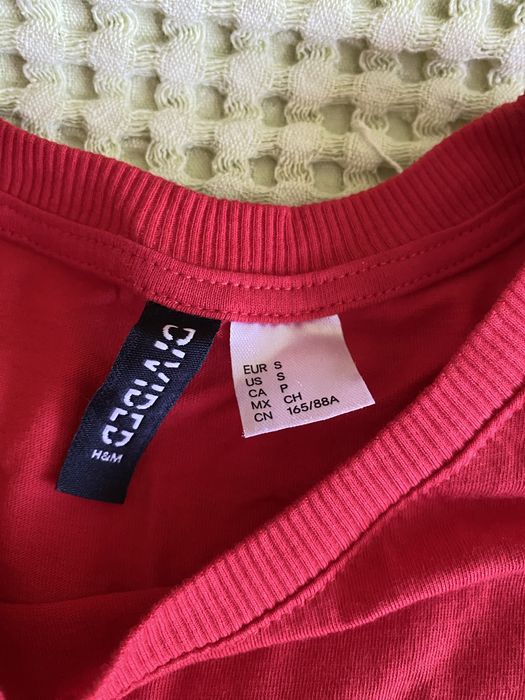 DIVIDED
H&M
EUR S
US S
CA P
MX CH
CN 165/88A